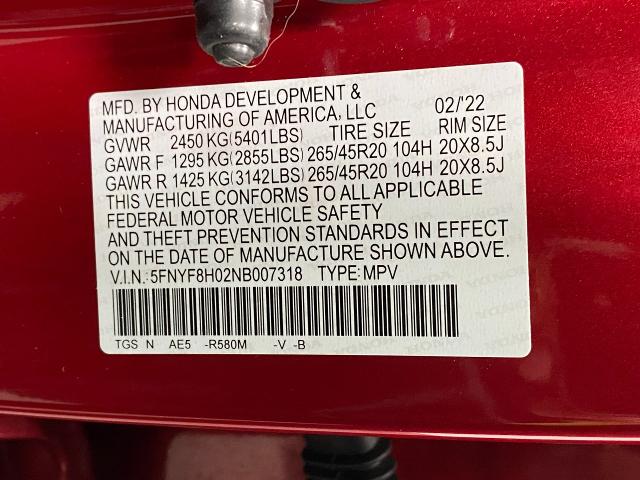 MFD. BY HONDA DEVELOPMENT &
MANUFACTURING OF AMERICA, LLC 02/'22
GVWR 2450 KG(5401LBS) TIRE SIZE RIM SIZE
GAWR F 1295 KG(2855LBS) 265/45R20 104H 20X8.5J
GAWR R 1425 KG(3142LBS) 265/45R20 104H 20X8.5J
THIS VEHICLE CONFORMS TO ALL APPLICABLE
FEDERAL MOTOR VEHICLE SAFETY
AND THEFT PREVENTION STANDARDS IN EFFECT
ON THE DATE OF MANUFACTURE SHOWN ABOVE.
V.I.N.: 5FNYF8H02NB007318 TYPE: MPV
TGS N AE5 -R580M -V -B